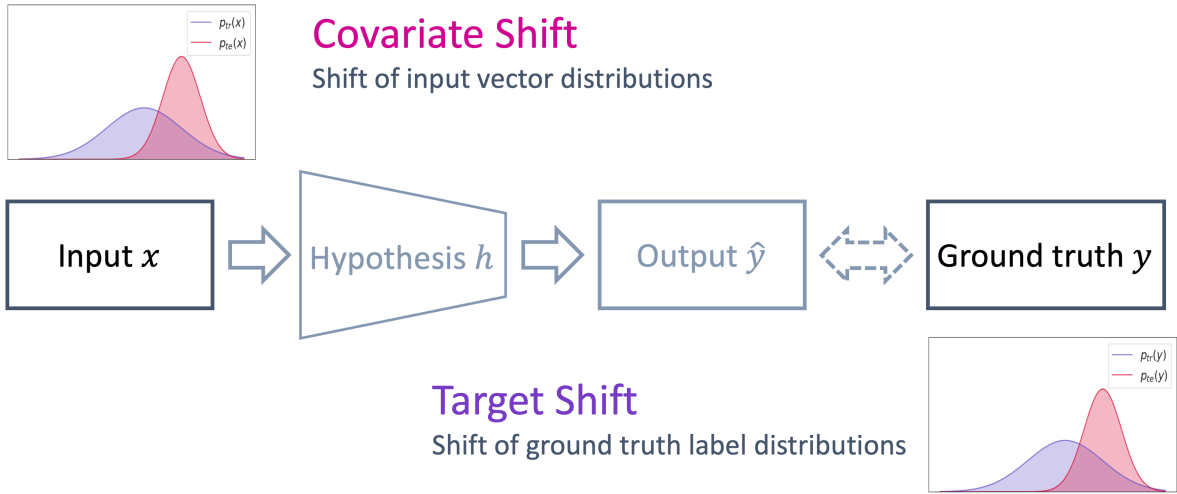 p_tr(x)
p_te(x)
Covariate Shift
Shift of input vector distributions
Input x
Hypothesis h
Output ŷ
Ground truth y
p_tr(y)
p_te(y)
Target Shift
Shift of ground truth label distributions